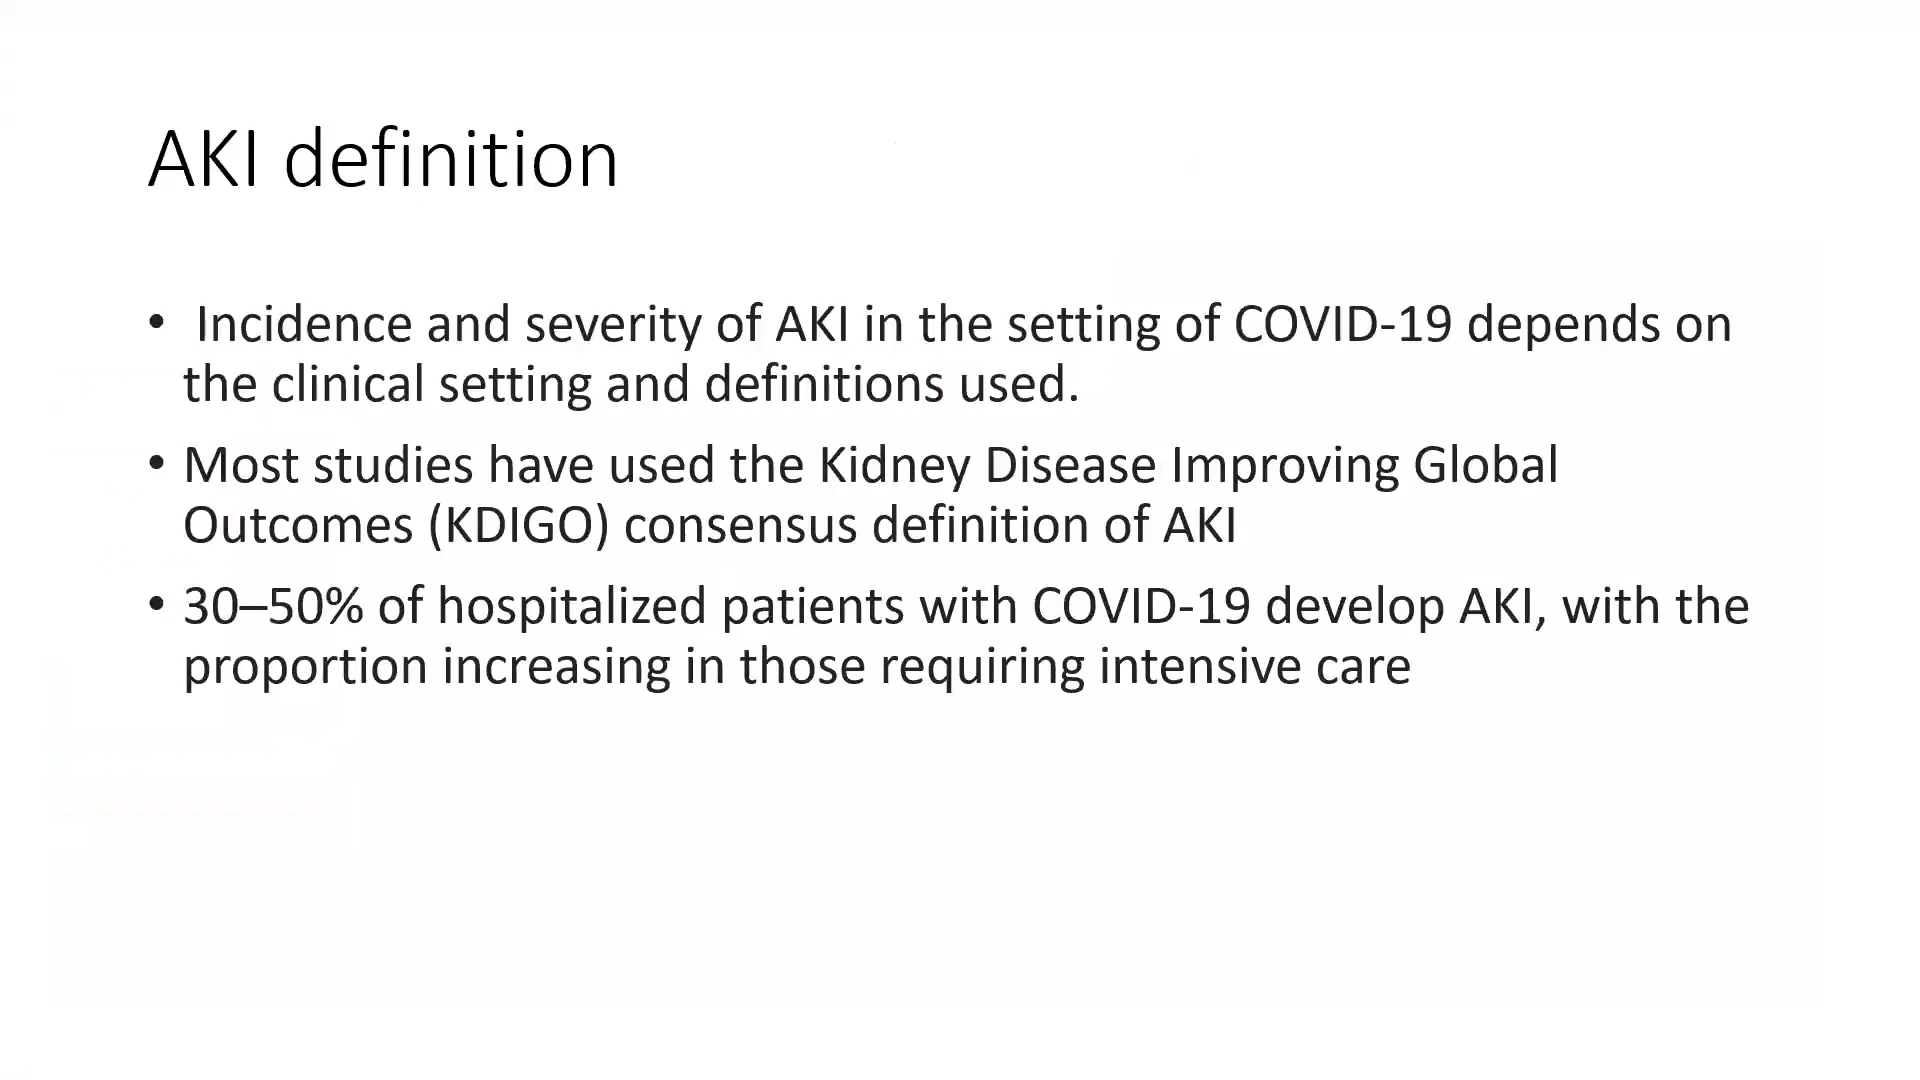 AKI definition
• Incidence and severity of AKI in the setting of COVID-19 depends on
the clinical setting and definitions used.
• Most studies have used the Kidney Disease Improving Global
Outcomes (KDIGO) consensus definition of AKI
• 30–50% of hospitalized patients with COVID-19 develop AKI, with the
proportion increasing in those requiring intensive care